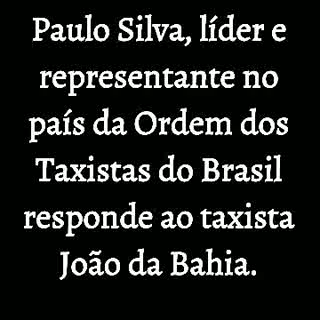 Paulo Silva, líder e
representante no
país da Ordem dos
Taxistas do Brasil
responde ao taxista
João da Bahia.